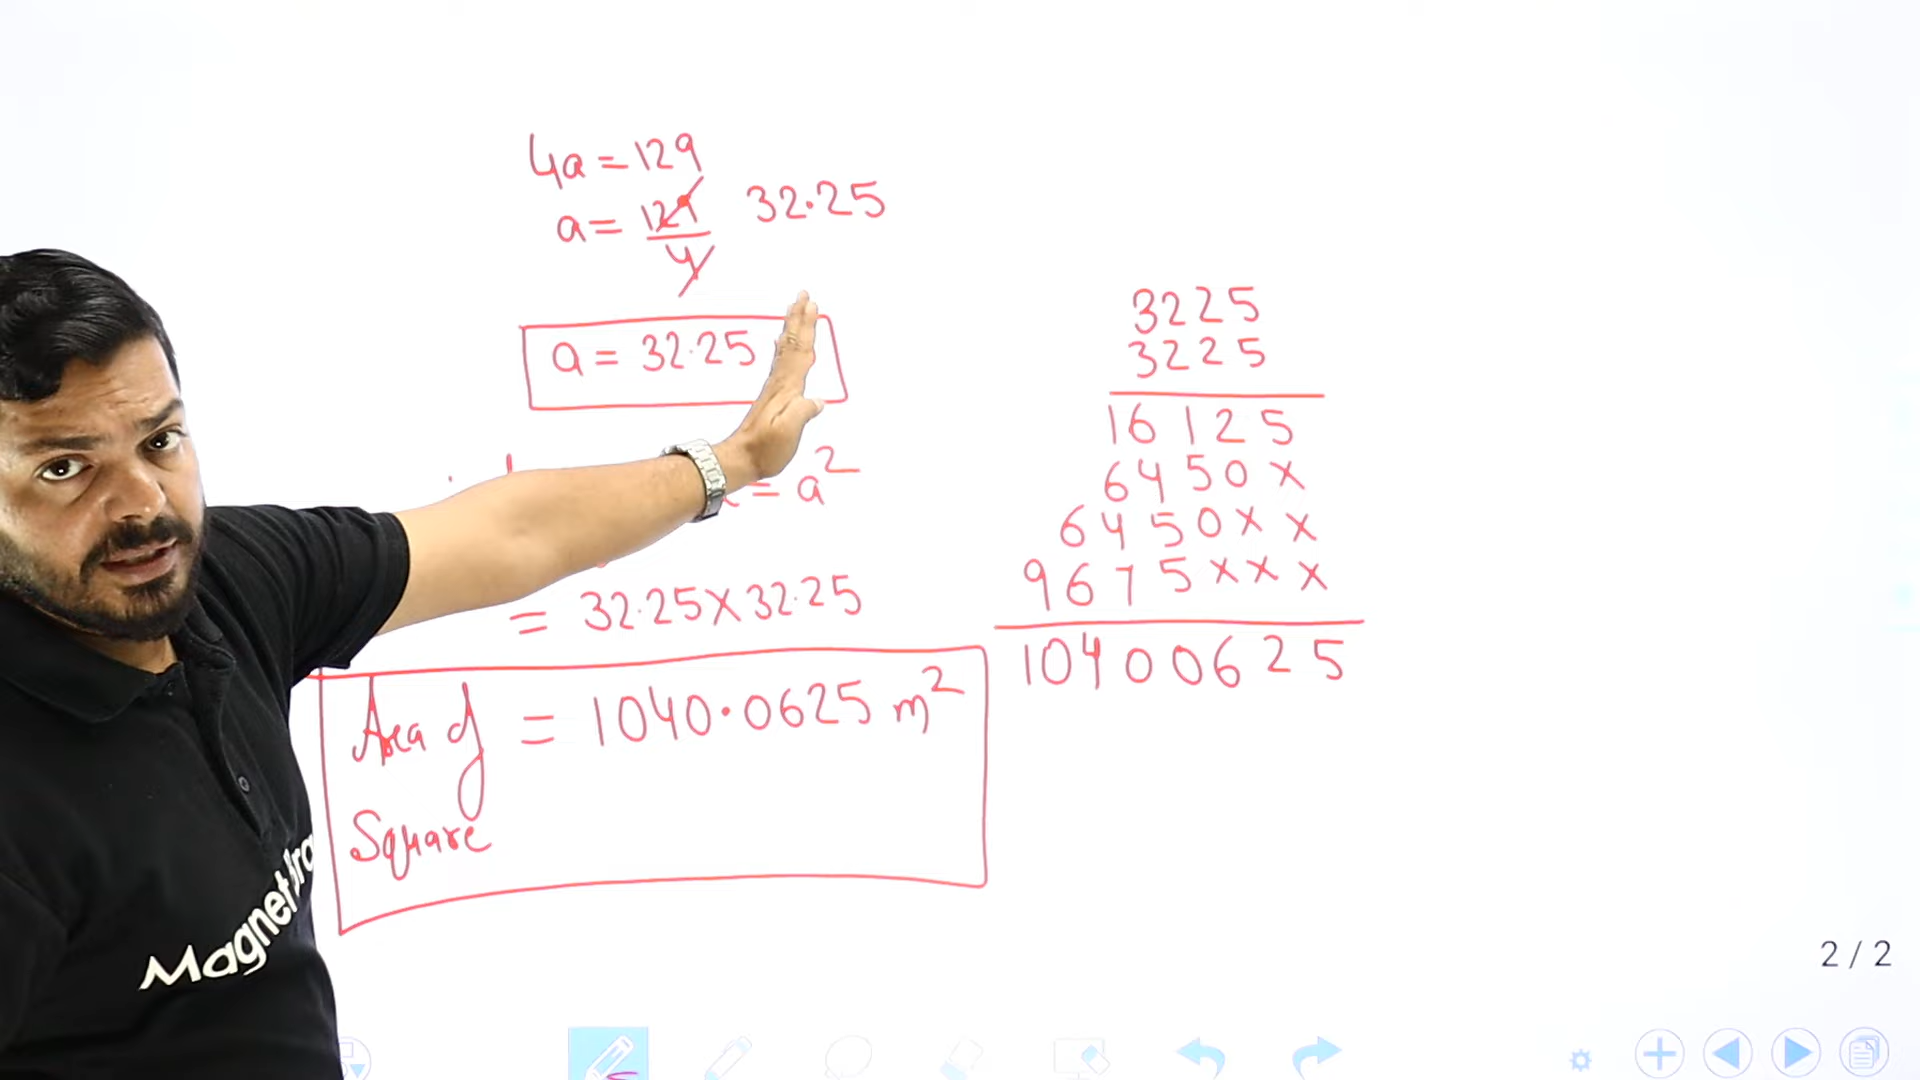 4a = 129
a = 129/4 32.25
a = 32.25
= a²
= 32.25 x 32.25
Area of = 1040.0625 m²
Square
3225
3225
16125
6450 x
6450 x x
9675 x x x
10400625
2 / 2